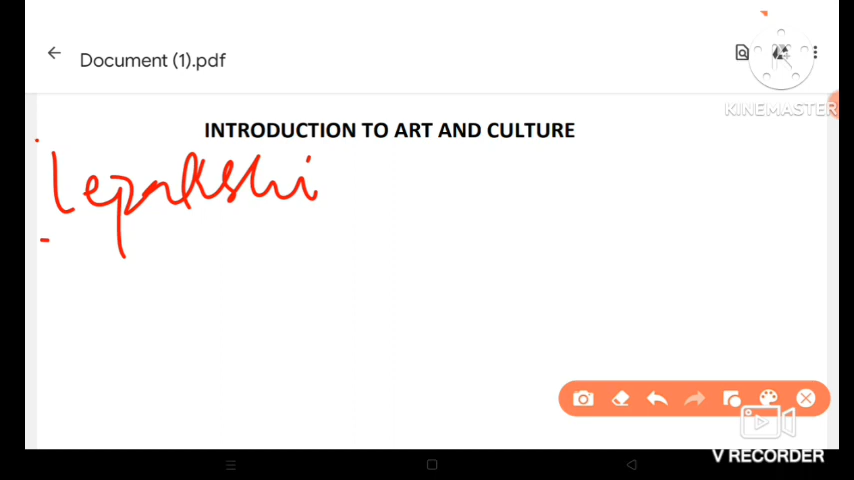 Document (1).pdf
KINEMASTER
INTRODUCTION TO ART AND CULTURE
lepakshi
V RECORDER